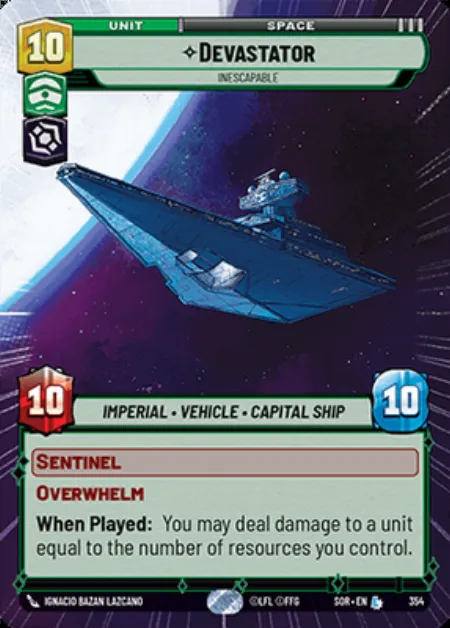 10
UNIT
SPACE
DEVASTATOR
INESCAPABLE
10
IMPERIAL • VEHICLE • CAPITAL SHIP
10
SENTINEL
OVERWHELM
When Played: You may deal damage to a unit
equal to the number of resources you control.
IGNACIO BAZAN LAZCANO
©LFL ⒻFFG
SOR • EN
L
354